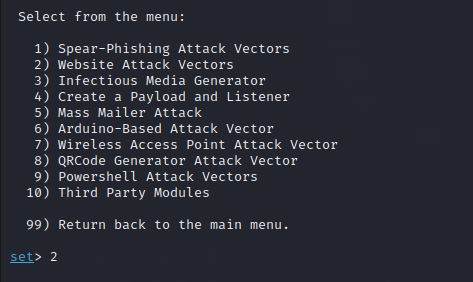 Select from the menu:
1) Spear-Phishing Attack Vectors
2) Website Attack Vectors
3) Infectious Media Generator
4) Create a Payload and Listener
5) Mass Mailer Attack
6) Arduino-Based Attack Vector
7) Wireless Access Point Attack Vector
8) QRCode Generator Attack Vector
9) Powershell Attack Vectors
10) Third Party Modules
99) Return back to the main menu.
set> 2